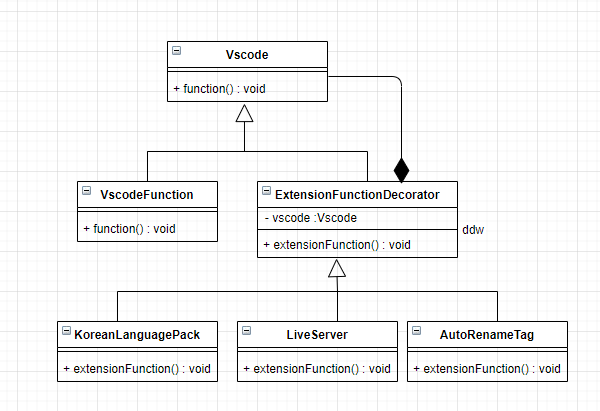 Vscode
+ function() : void
VscodeFunction
+ function() : void
ExtensionFunctionDecorator
- vscode :Vscode
+ extensionFunction() : void
ddw
KoreanLanguagePack
+ extensionFunction() : void
LiveServer
+ extensionFunction() : void
AutoRenameTag
+ extensionFunction() : void